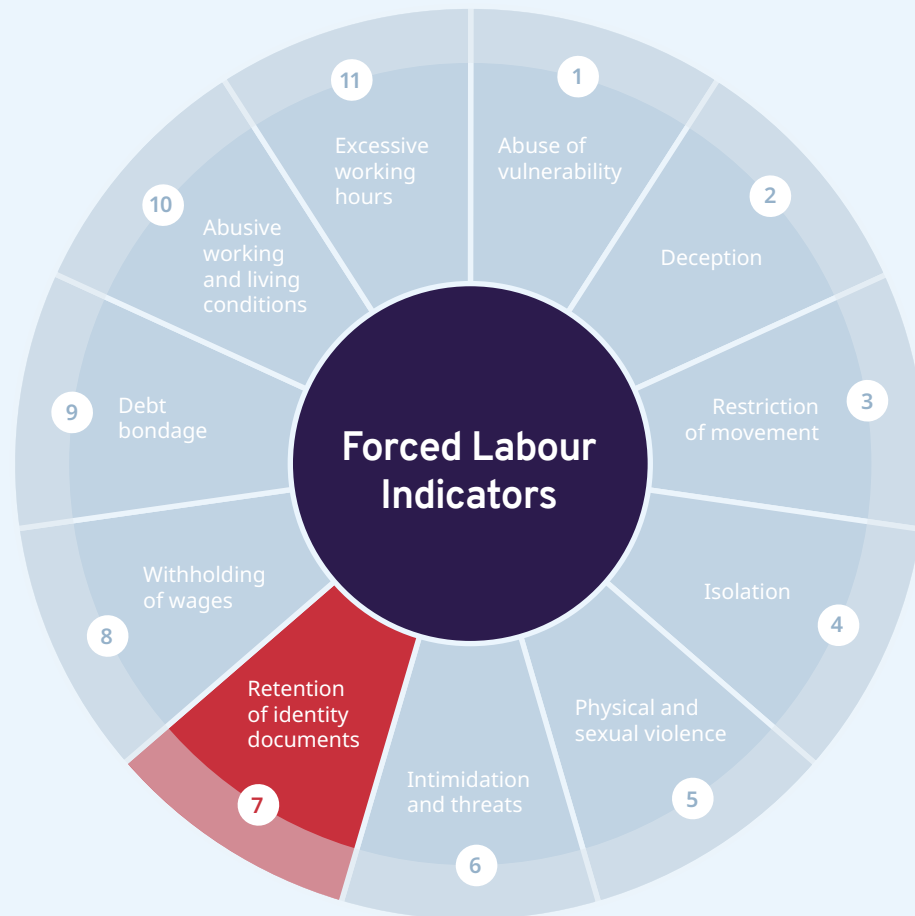 Forced Labour
Indicators
1
Abuse of
vulnerability
2
Deception
3
Restriction
of movement
4
Isolation
5
Physical and
sexual violence
6
Intimidation
and threats
7
Retention
of identity
documents
8
Withholding
of wages
9
Debt
bondage
10
Abusive
working
and living
conditions
11
Excessive
working
hours